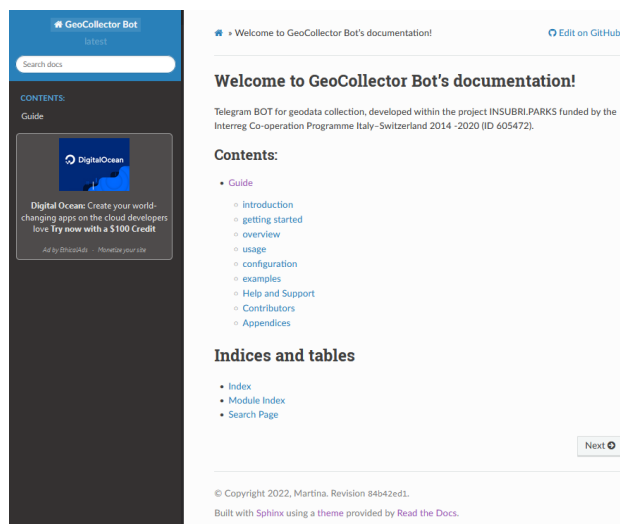 GeoCollector Bot
latest
Search docs
CONTENTS:
Guide
DigitalOcean
Digital Ocean: Create your world-
changing apps on the cloud developers
love Try now with a $100 Credit
Ad by EthicalAds · Monetize your site
» Welcome to GeoCollector Bot's documentation!
Edit on GitHub
Welcome to GeoCollector Bot's documentation!
Telegram BOT for geodata collection, developed within the project INSUBRI.PARKS funded by the
Interreg Co-operation Programme Italy–Switzerland 2014 -2020 (ID 605472).
Contents:
• Guide
◦ introduction
◦ getting started
◦ overview
◦ usage
◦ configuration
◦ examples
◦ Help and Support
◦ Contributors
◦ Appendices
Indices and tables
• Index
• Module Index
• Search Page
Next
© Copyright 2022, Martina. Revision 84b42ed1.
Built with Sphinx using a theme provided by Read the Docs.